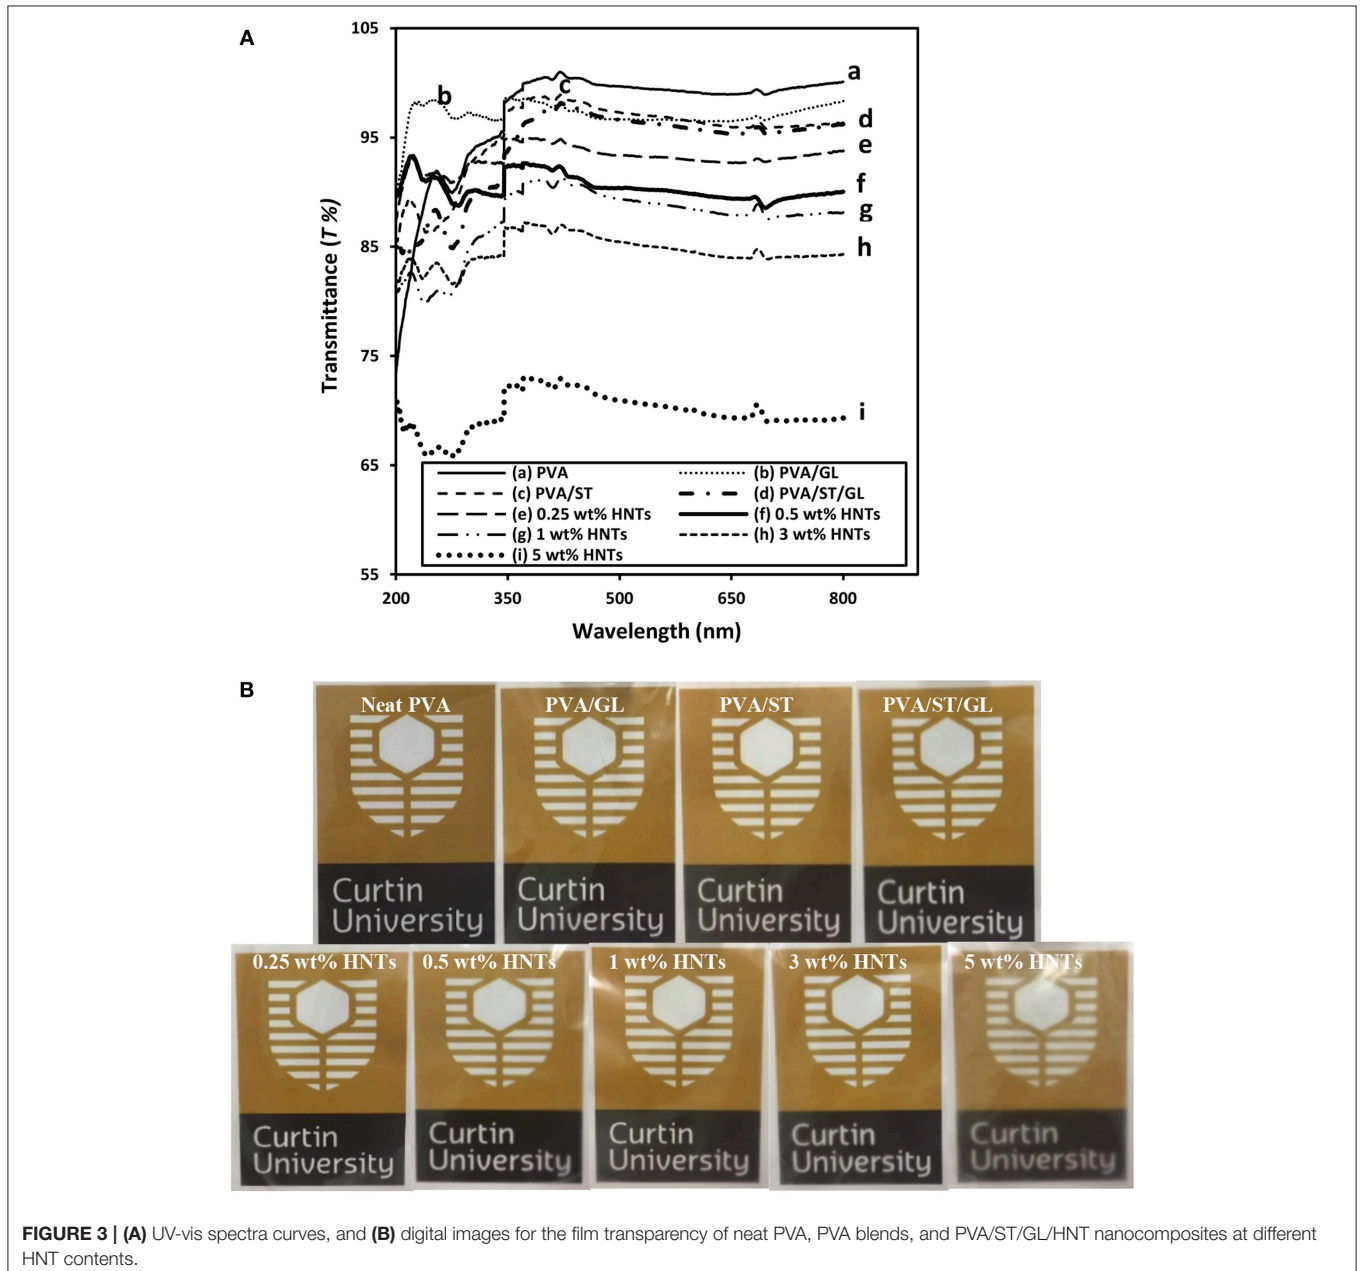 A
105
95
85
75
65
55
Transmittance (T %)
a
b
c
d
e
f
g
h
i
(a) PVA
(b) PVA/GL
(c) PVA/ST
(d) PVA/ST/GL
(e) 0.25 wt% HNTs
(f) 0.5 wt% HNTs
(g) 1 wt% HNTs
(h) 3 wt% HNTs
(i) 5 wt% HNTs
200 350 500 650 800
Wavelength (nm)
B
Neat PVA PVA/GL PVA/ST PVA/ST/GL
Curtin Curtin Curtin Curtin
University University University University
0.25 wt% HNTs 0.5 wt% HNTs 1 wt% HNTs 3 wt% HNTs 5 wt% HNTs
Curtin Curtin Curtin Curtin Curtin
University University University University University
FIGURE 3 | (A) UV-vis spectra curves, and (B) digital images for the film transparency of neat PVA, PVA blends, and PVA/ST/GL/HNT nanocomposites at different
HNT contents.